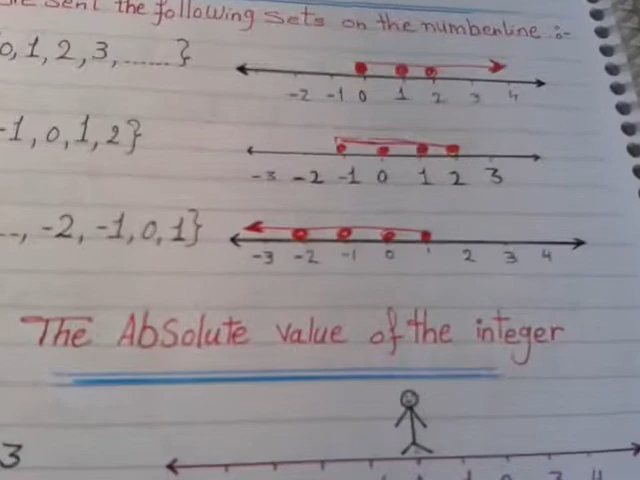 sent the following sets on the numberline :-
0, 1, 2, 3, ......}
-2 -1 0 1 2 3 4
-1, 0, 1, 2}
-3 -2 -1 0 1 2 3
.., -2, -1, 0, 1}
-3 -2 -1 0 1 2 3 4
The Absolute value of the integer
3